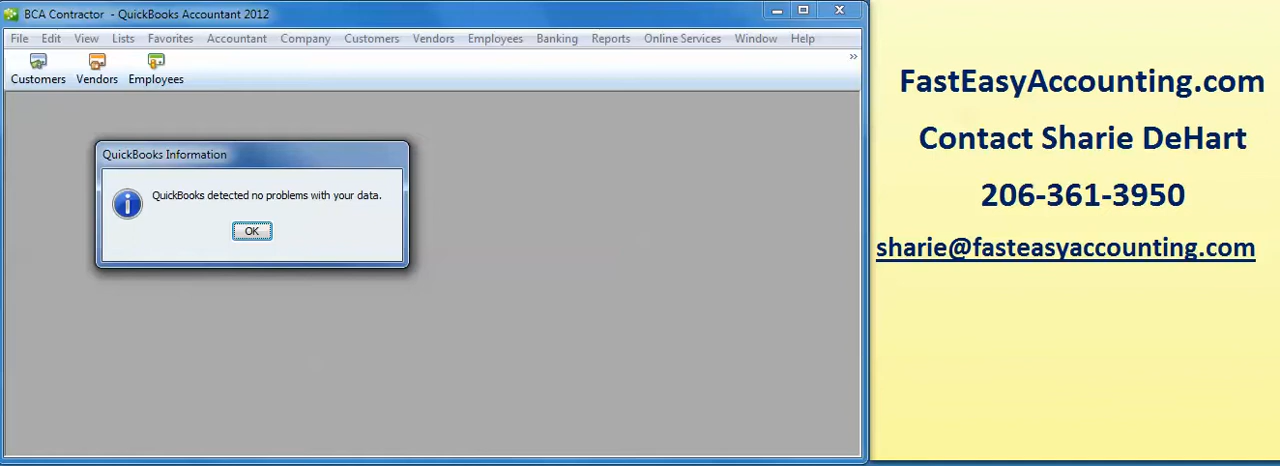 BCA Contractor - QuickBooks Accountant 2012
File Edit View Lists Favorites Accountant Company Customers Vendors Employees Banking Reports Online Services Window Help
Customers Vendors Employees
QuickBooks Information
QuickBooks detected no problems with your data.
OK
FastEasyAccounting.com
Contact Sharie DeHart
206-361-3950
sharie@fasteasyaccounting.com